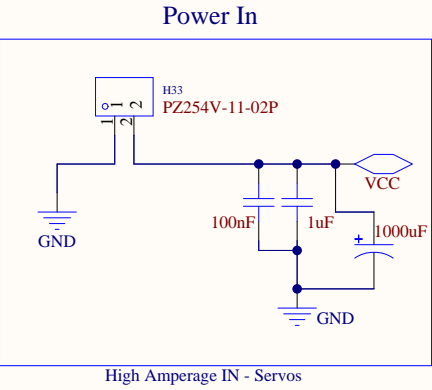 Power In
H33
PZ254V-11-02P
1 2
1 2
VCC
100nF
1uF
+
1000uF
GND
GND
High Amperage IN - Servos